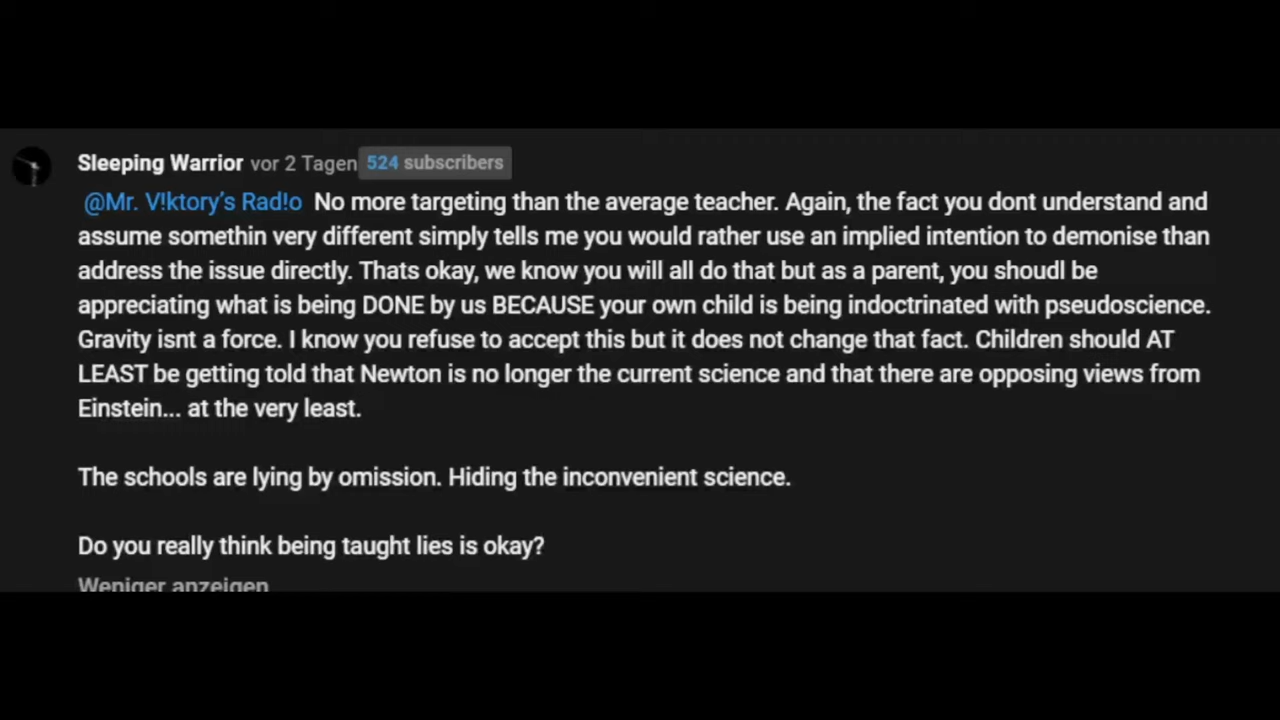 Sleeping Warrior vor 2 Tagen 524 subscribers
@Mr. V!ktory's Rad!o No more targeting than the average teacher. Again, the fact you dont understand and
assume somethin very different simply tells me you would rather use an implied intention to demonise than
address the issue directly. Thats okay, we know you will all do that but as a parent, you shoudl be
appreciating what is being DONE by us BECAUSE your own child is being indoctrinated with pseudoscience.
Gravity isnt a force. I know you refuse to accept this but it does not change that fact. Children should AT
LEAST be getting told that Newton is no longer the current science and that there are opposing views from
Einstein... at the very least.
The schools are lying by omission. Hiding the inconvenient science.
Do you really think being taught lies is okay?
Weniger anzeigen